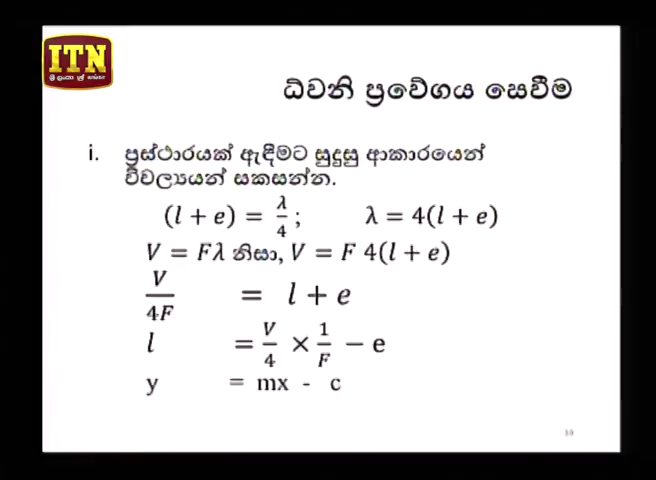 ITN
ධ්වනි ප්‍රවේගය සෙවීම
i. ප්‍රස්ථාරයක් ඇඳීමට සුදුසු ආකාරයෙන්
විචල්‍යයන් සකසන්න.
(l + e) = λ/4 ; λ = 4(l + e)
V = Fλ නිසා, V = F 4(l + e)
V/4F = l + e
l = V/4 × 1/F − e
y = mx - c
10